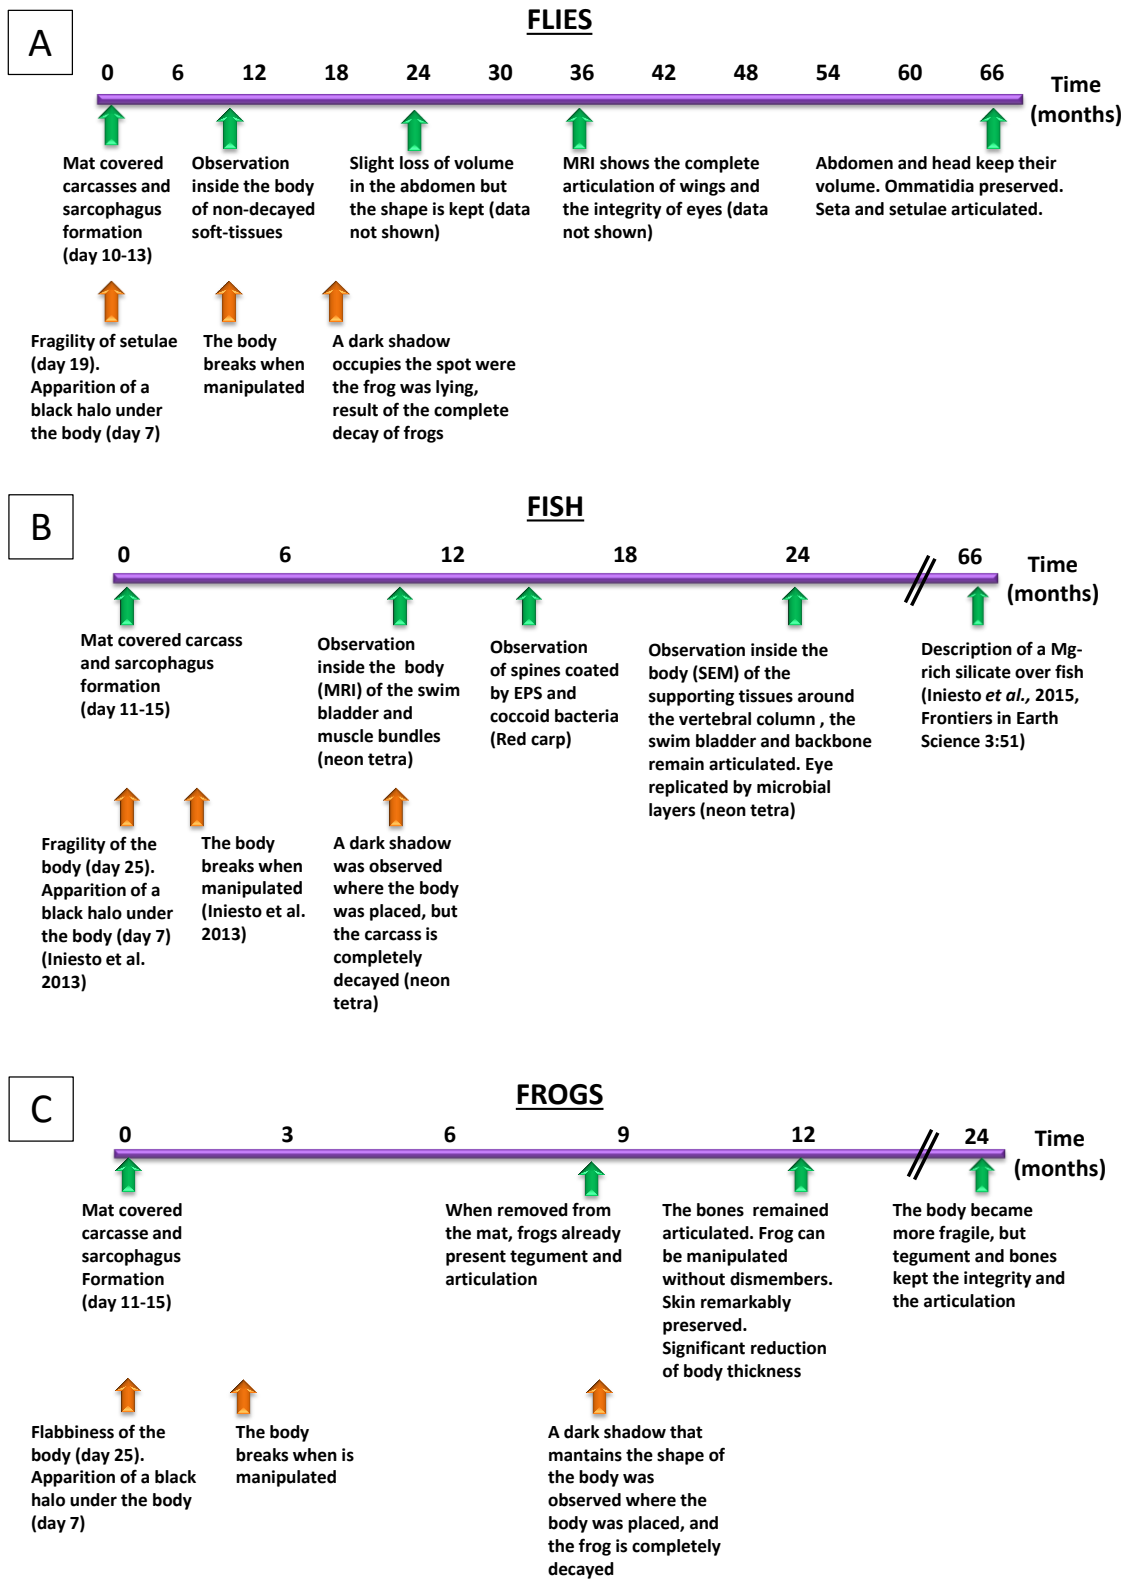 A
FLIES
0 6 12 18 24 30 36 42 48 54 60 66
Time
(months)
Mat covered
carcasses and
sarcophagus
formation
(day 10-13)
Observation
inside the body
of non-decayed
soft-tissues
Slight loss of volume
in the abdomen but
the shape is kept (data
not shown)
MRI shows the complete
articulation of wings and
the integrity of eyes (data
not shown)
Abdomen and head keep their
volume. Ommatidia preserved.
Seta and setulae articulated.
Fragility of setulae
(day 19).
Apparition of a
black halo under
the body (day 7)
The body
breaks when
manipulated
A dark shadow
occupies the spot were
the frog was lying,
result of the complete
decay of frogs
B
FISH
0 6 12 18 24 66
Time
(months)
Mat covered carcass
and sarcophagus
formation
(day 11-15)
Observation
inside the body
(MRI) of the swim
bladder and
muscle bundles
(neon tetra)
Observation
of spines coated
by EPS and
coccoid bacteria
(Red carp)
Observation inside the
body (SEM) of the
supporting tissues around
the vertebral column , the
swim bladder and backbone
remain articulated. Eye
replicated by microbial
layers (neon tetra)
Description of a Mg-
rich silicate over fish
(Iniesto et al., 2015,
Frontiers in Earth
Science 3:51)
Fragility of the
body (day 25).
Apparition of a
black halo under
the body (day 7)
(Iniesto et al.
2013)
The body
breaks when
manipulated
(Iniesto et al.
2013)
A dark shadow
was observed
where the body
was placed, but
the carcass is
completely
decayed (neon
tetra)
C
FROGS
0 3 6 9 12 24
Time
(months)
Mat covered
carcasse and
sarcophagus
Formation
(day 11-15)
When removed from
the mat, frogs already
present tegument and
articulation
The bones remained
articulated. Frog can
be manipulated
without dismembers.
Skin remarkably
preserved.
Significant reduction
of body thickness
The body became
more fragile, but
tegument and bones
kept the integrity and
the articulation
Flabbiness of the
body (day 25).
Apparition of a black
halo under the body
(day 7)
The body
breaks when is
manipulated
A dark shadow that
mantains the shape of
the body was
observed where the
body was placed, and
the frog is completely
decayed